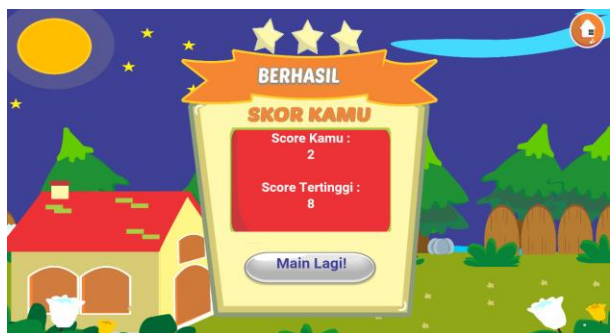 BERHASIL
SKOR KAMU
Score Kamu :
2
Score Tertinggi :
8
Main Lagi!